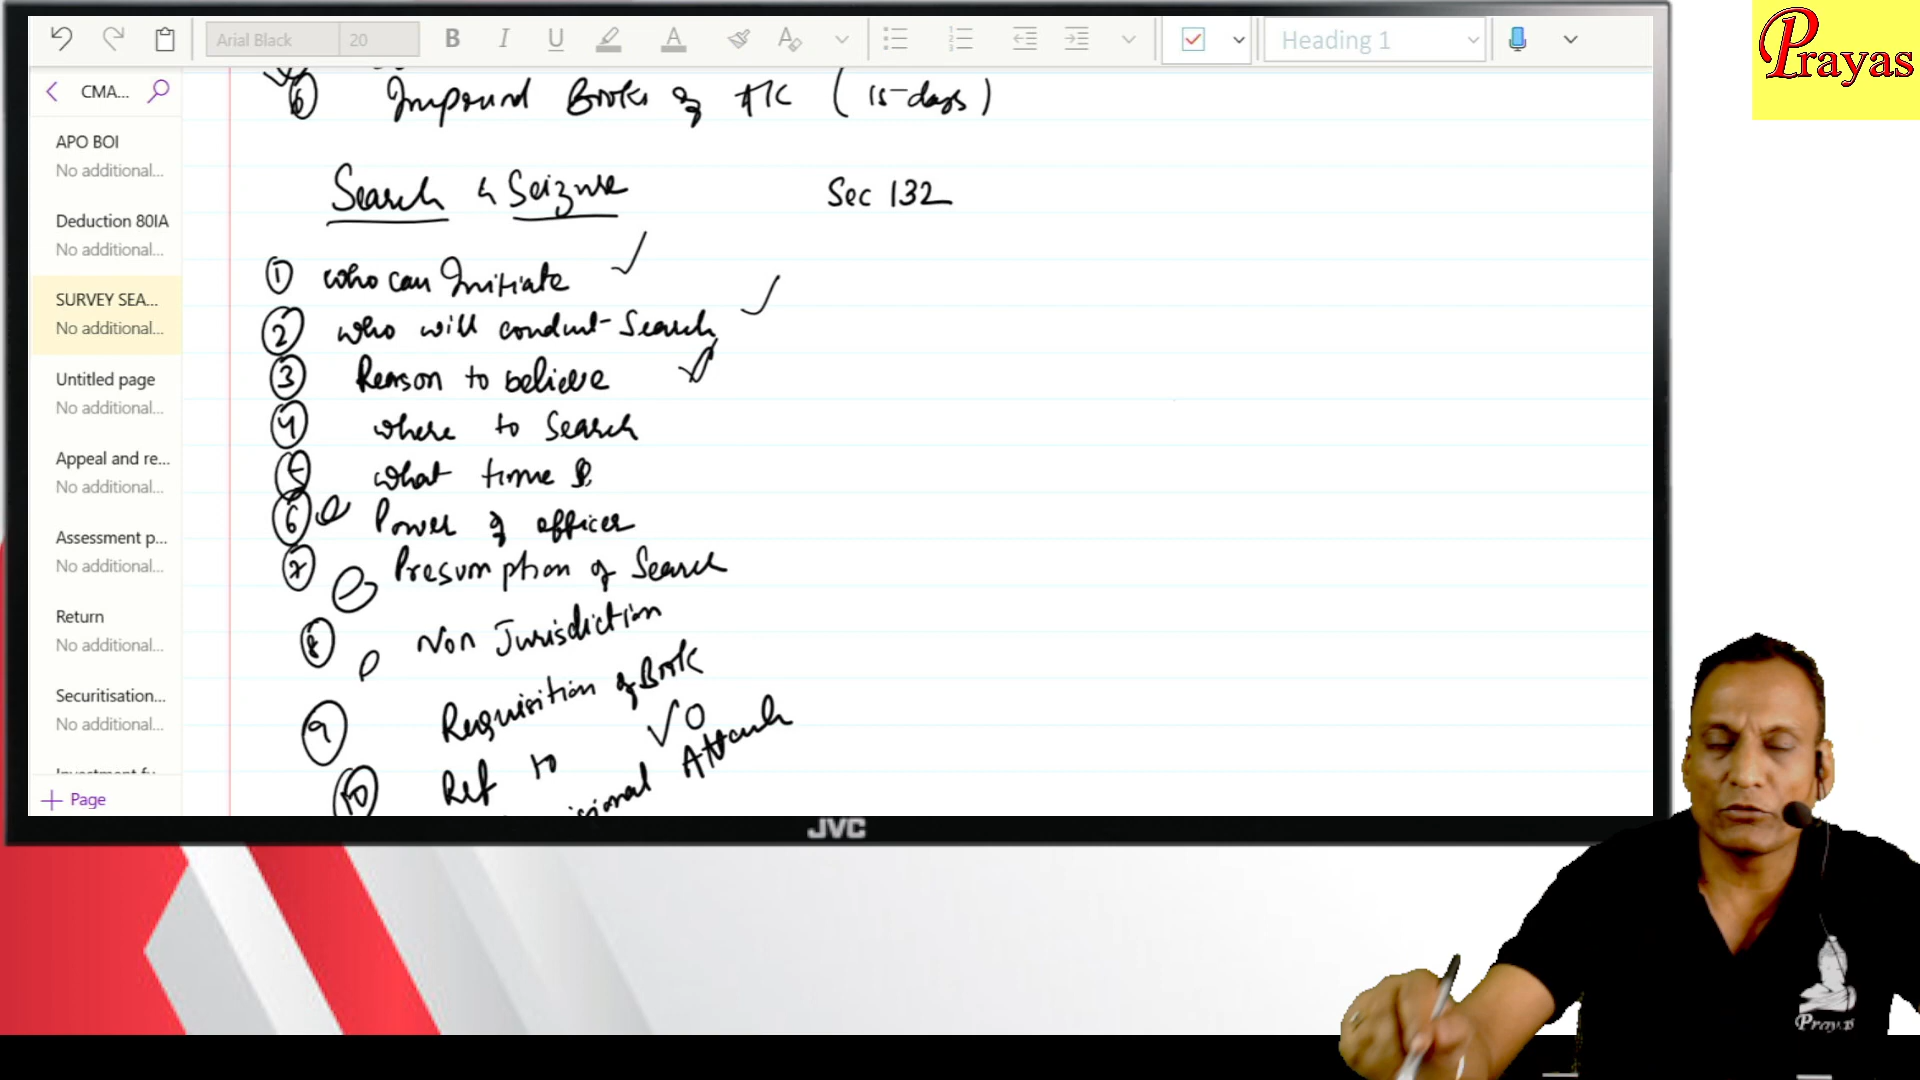 Prayas
Arial Black 20 B I U A A Heading 1
CMA...
APO BOI
No additional...
Deduction 80IA
No additional...
SURVEY SEA...
No additional...
Untitled page
No additional...
Appeal and re...
No additional...
Assessment p...
No additional...
Return
No additional...
Securitisation...
No additional...
Page
6 Impound Books of A/C (15-days)
Search & Seizure Sec 132
1 who can Initiate
2 who will conduct Search
3 Reason to believe
4 where to Search
5 what time
6 Power of officer
7 Presumption of Search
8 Non Jurisdiction
9 Requisition of Book
10 Ref to
Attach
JVC
Prayas